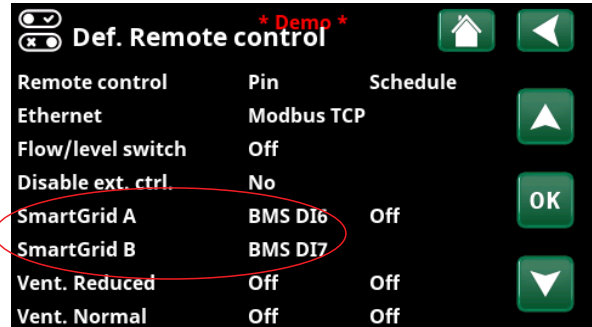 * Demo *
Def. Remote control
Remote control Pin Schedule
Ethernet Modbus TCP
Flow/level switch Off
Disable ext. ctrl. No
OK
SmartGrid A BMS DI6 Off
SmartGrid B BMS DI7
Vent. Reduced Off Off
Vent. Normal Off Off